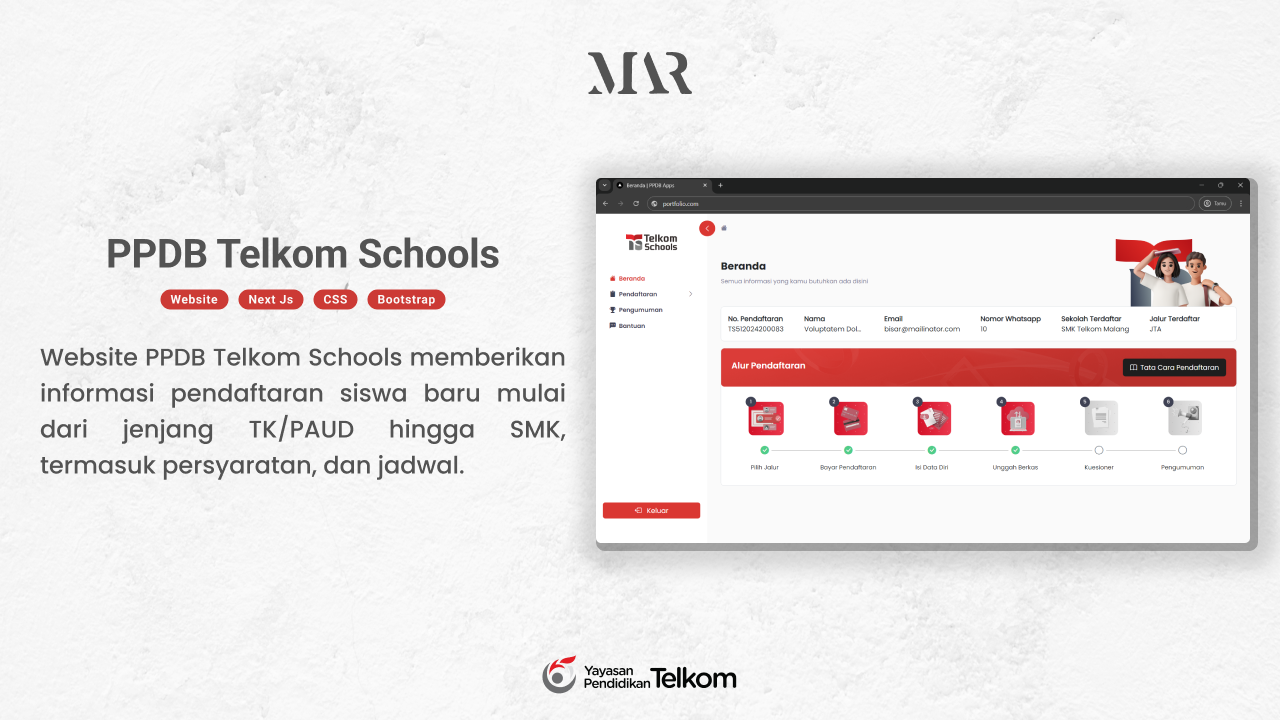 MAR
PPDB Telkom Schools
Website Next Js CSS Bootstrap
Website PPDB Telkom Schools memberikan
informasi pendaftaran siswa baru mulai
dari jenjang TK/PAUD hingga SMK,
termasuk persyaratan, dan jadwal.
Beranda | PPDB Apps
portfolio.com
Tamu
Telkom
Schools
Beranda
Pendaftaran
Pengumuman
Bantuan
Keluar
Beranda
Semua informasi yang kamu butuhkan ada disini
No. Pendaftaran Nama Email Nomor Whatsapp Sekolah Terdaftar Jalur Terdaftar
TS512024200083 Voluptatem Dol... bisar@mailinator.com 10 SMK Telkom Malang JTA
Alur Pendaftaran
Tata Cara Pendaftaran
1 2 3 4 5 6
Pilih Jalur Bayar Pendaftaran Isi Data Diri Unggah Berkas Kuesioner Pengumuman
Yayasan
Pendidikan Telkom